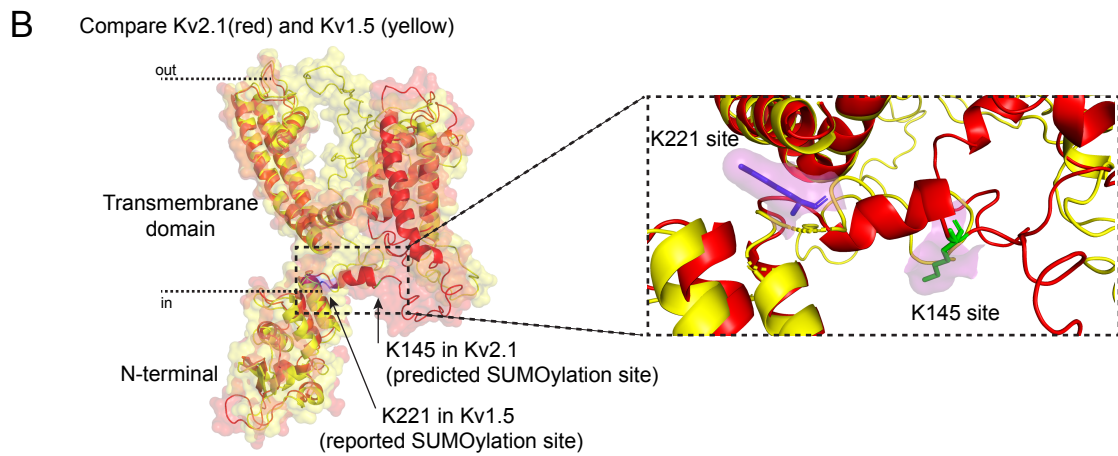 B
Compare Kv2.1(red) and Kv1.5 (yellow)
out
Transmembrane
domain
in
N-terminal
K145 in Kv2.1
(predicted SUMOylation site)
K221 in Kv1.5
(reported SUMOylation site)
K221 site
K145 site